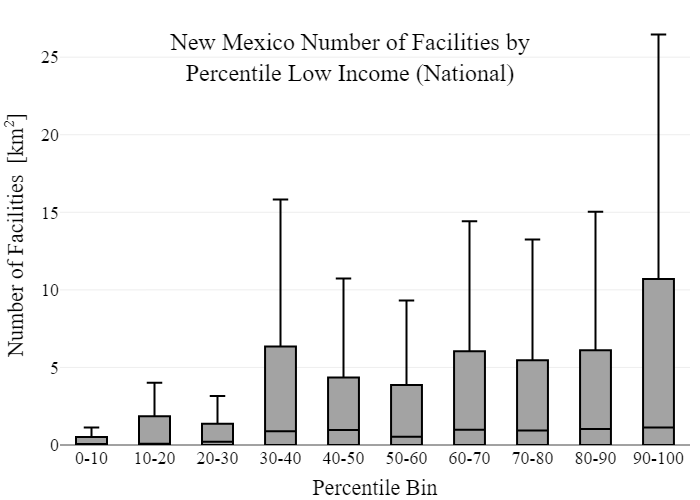 New Mexico Number of Facilities by
Percentile Low Income (National)
Number of Facilities [km²]
25
20
15
10
5
0
0-10 10-20 20-30 30-40 40-50 50-60 60-70 70-80 80-90 90-100
Percentile Bin